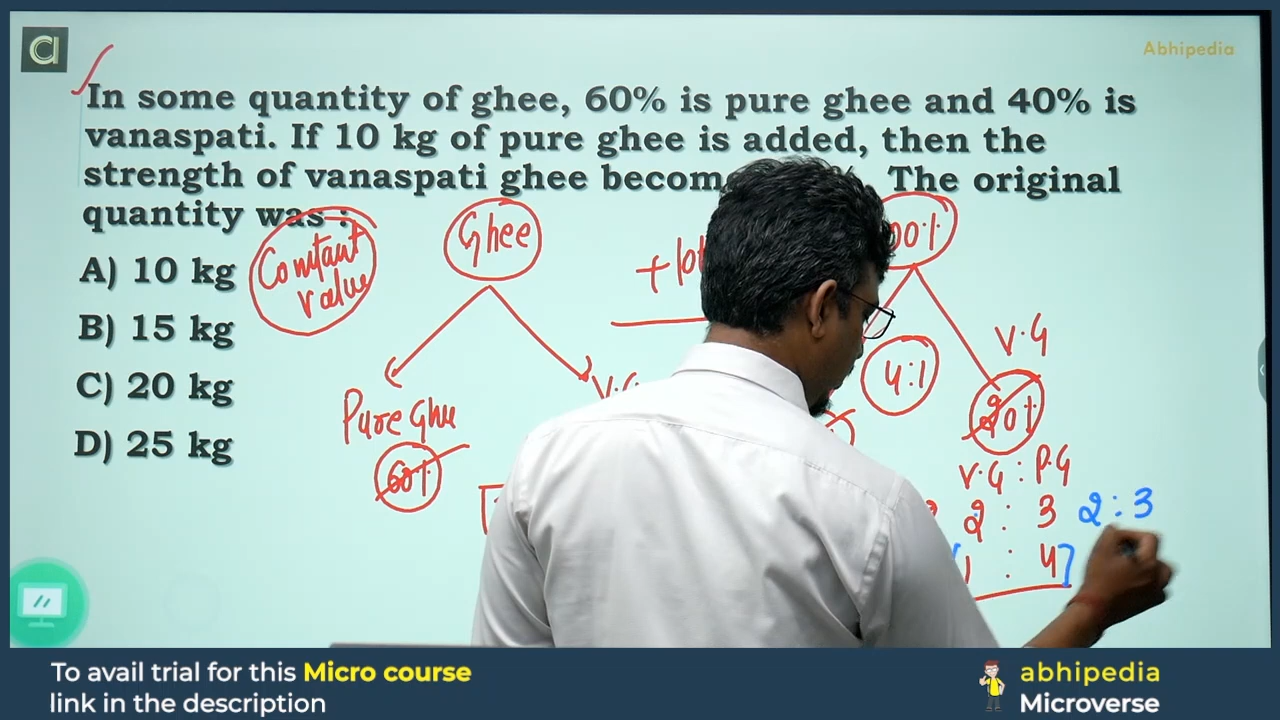 Abhipedia
In some quantity of ghee, 60% is pure ghee and 40% is
vanaspati. If 10 kg of pure ghee is added, then the
strength of vanaspati ghee The original
quantity was :
A) 10 kg
B) 15 kg
C) 20 kg
D) 25 kg
Constant
value
Ghee
Pure Ghee
60%
V.G
4:1
20%
V.G : P.G
2 : 3
1 : 4
2 : 3
To avail trial for this Micro course
link in the description
abhipedia
Microverse